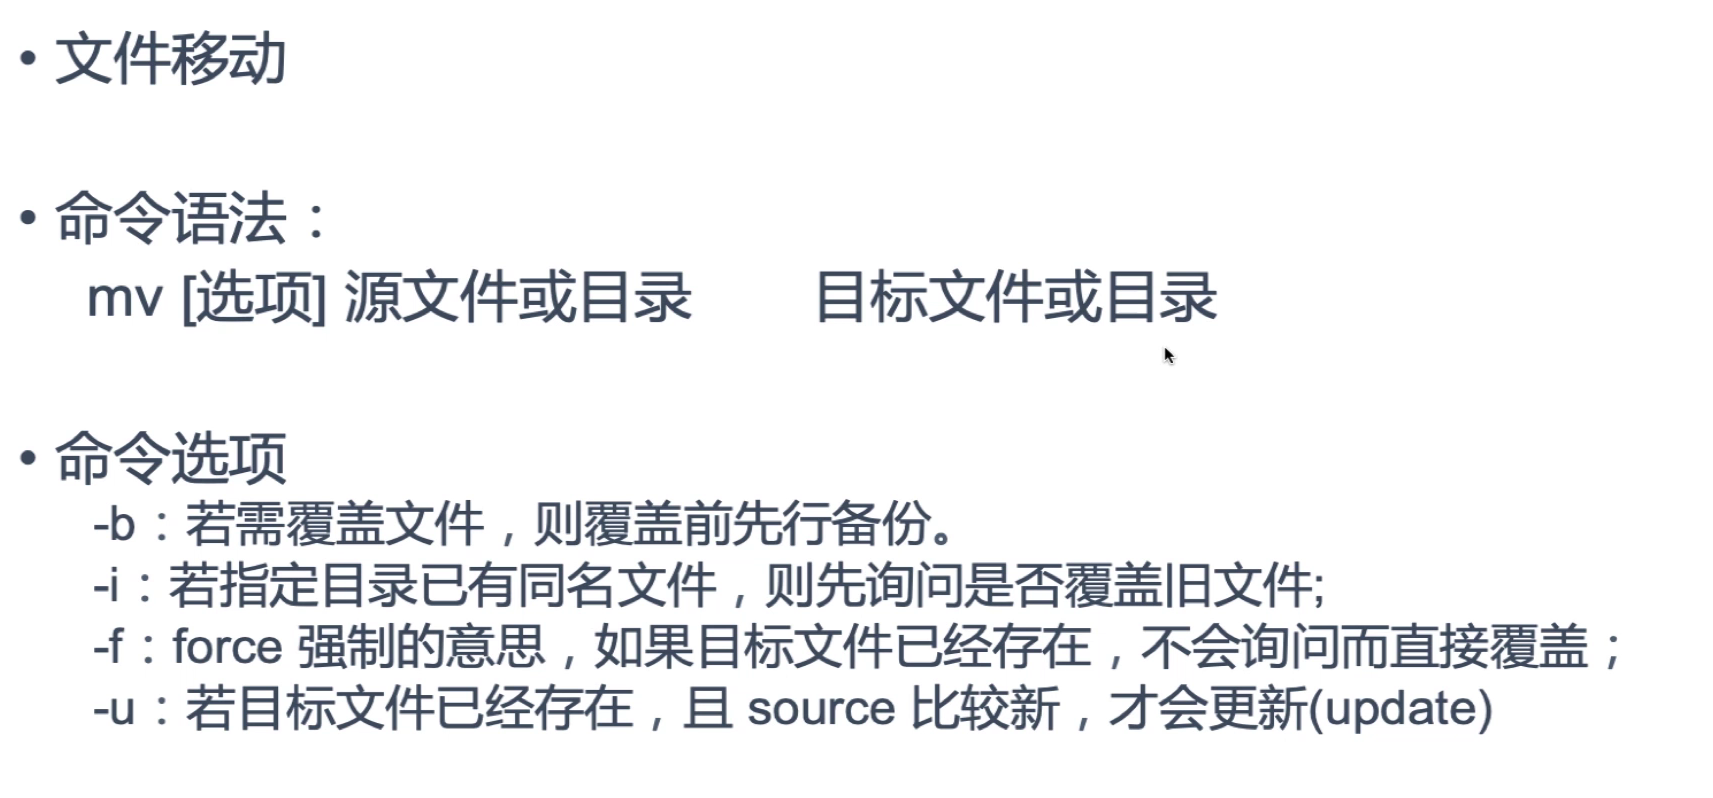 • 文件移动
• 命令语法：
mv [选项] 源文件或目录 目标文件或目录
• 命令选项
-b：若需覆盖文件，则覆盖前先行备份。
-i：若指定目录已有同名文件，则先询问是否覆盖旧文件;
-f：force 强制的意思，如果目标文件已经存在，不会询问而直接覆盖；
-u：若目标文件已经存在，且 source 比较新，才会更新(update)